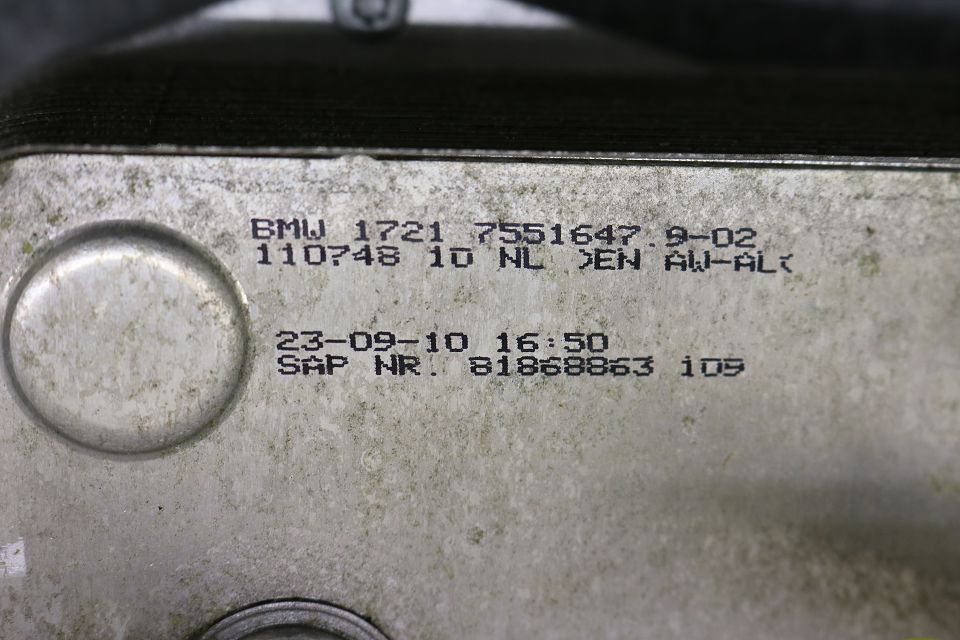 BMW 1721 7551647.9-02
110748 10 NL >EN AW-AL<
23-09-10 16:50
SAP NR. 81868863 109